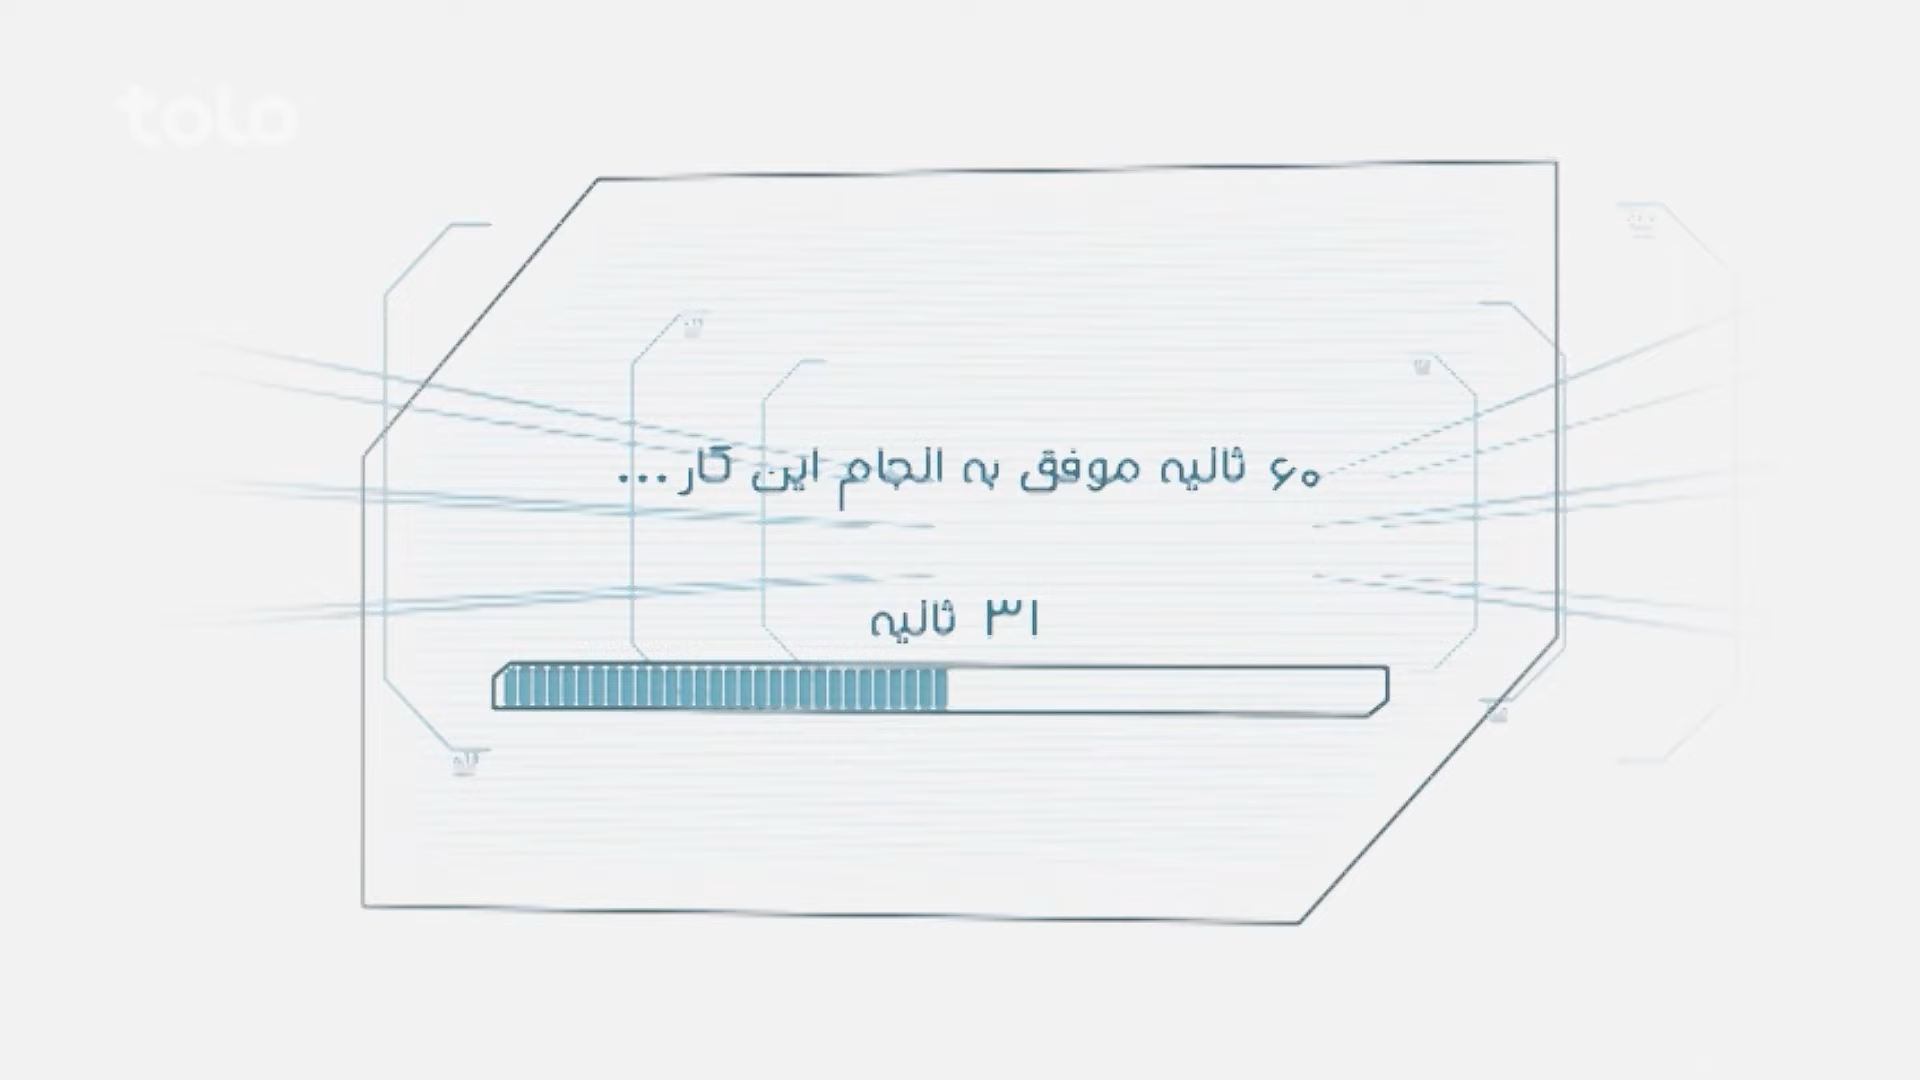 tolo
۶۰ ثانیه موفق به انجام این کار ...
۳۱ ثانیه